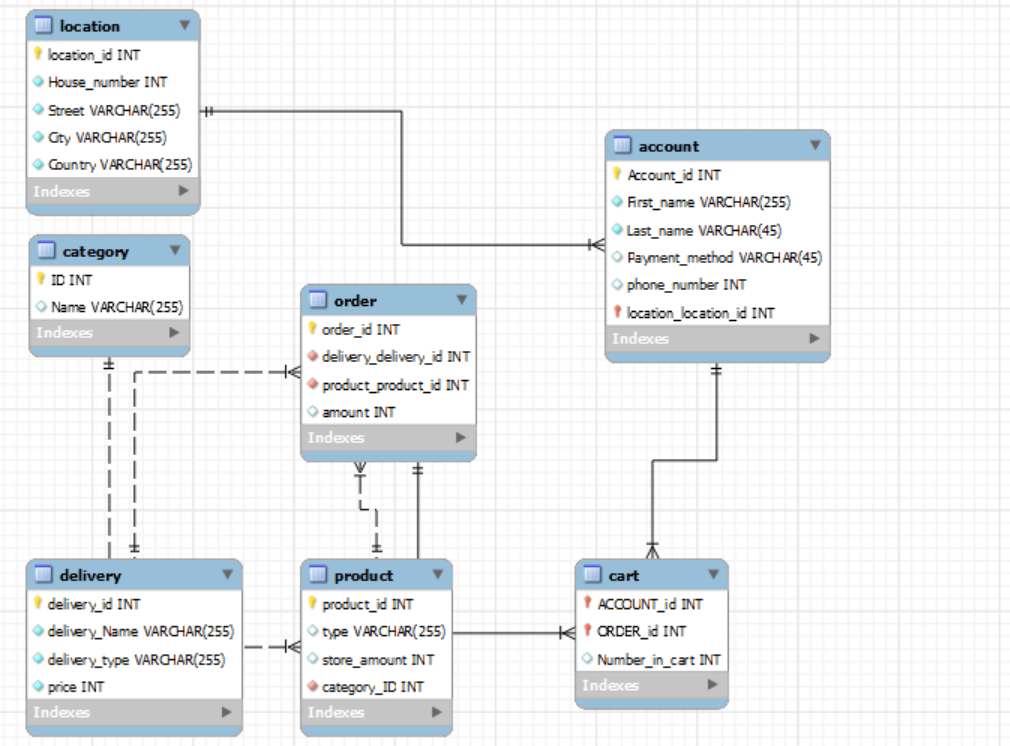 location
location_id INT
House_number INT
Street VARCHAR(255)
City VARCHAR(255)
Country VARCHAR(255)
Indexes
category
ID INT
Name VARCHAR(255)
Indexes
order
order_id INT
delivery_delivery_id INT
product_product_id INT
amount INT
Indexes
account
Account_id INT
First_name VARCHAR(255)
Last_name VARCHAR(45)
Payment_method VARCHAR(45)
phone_number INT
location_location_id INT
Indexes
delivery
delivery_id INT
delivery_Name VARCHAR(255)
delivery_type VARCHAR(255)
price INT
Indexes
product
product_id INT
type VARCHAR(255)
store_amount INT
category_ID INT
Indexes
cart
ACCOUNT_id INT
ORDER_id INT
Number_in_cart INT
Indexes